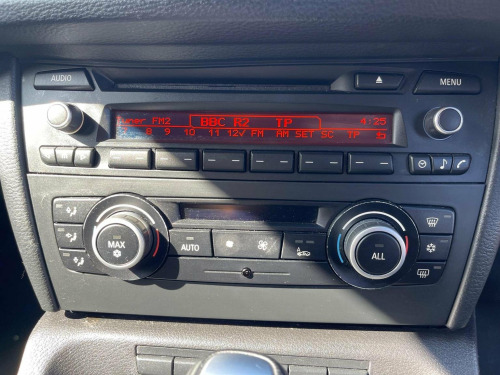 AUDIO
MENU
Tuner FM2 BBC R2 TP 0:25
8 9 10 11 12√ FM AM SET SC TP
MAX
AUTO
ALL